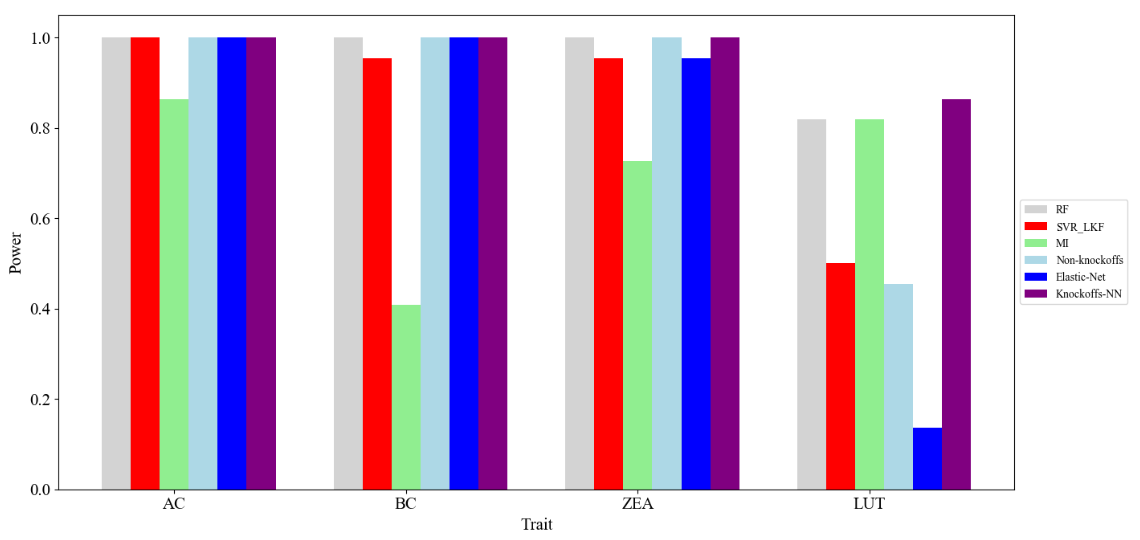 Power
1.0
0.8
0.6
0.4
0.2
0.0
AC
BC
ZEA
LUT
Trait
RF
SVR_LKF
MI
Non-knockoffs
Elastic-Net
Knockoffs-NN